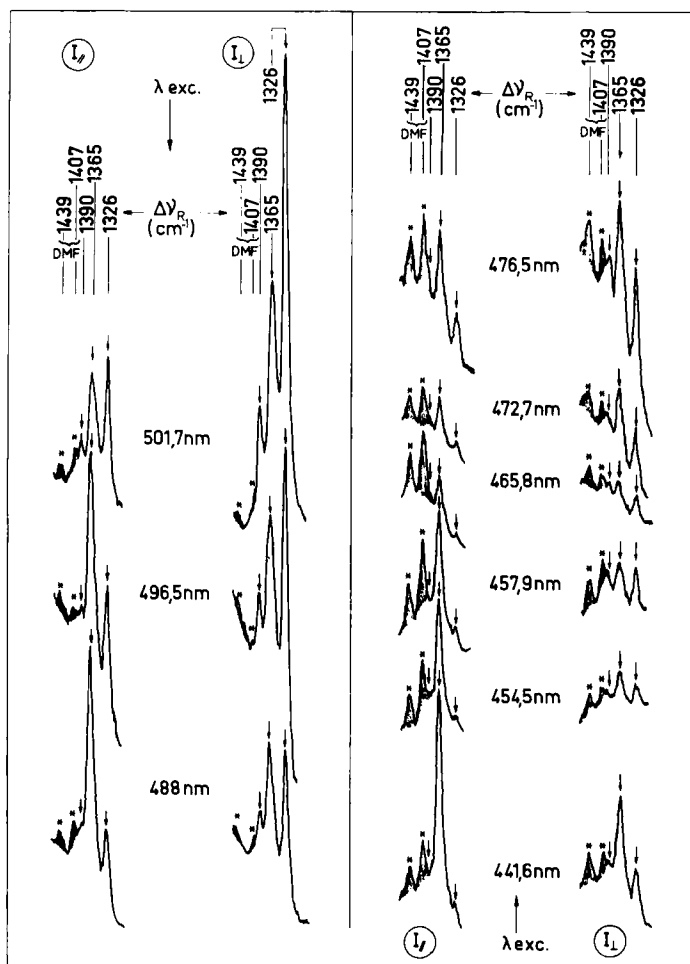 I∥
I⊥
1326
λ exc.
1439
1407
1390
1365
1326
DMF{
Δν_R
(cm⁻¹)
1439
1407
1390
1365
DMF{
501,7nm
496,5nm
488nm
1439
1407
1390
1365
1326
DMF{
Δν_R
(cm⁻¹)
1439
1407
1390
1365
1326
DMF{
476,5nm
472,7nm
465,8nm
457,9nm
454,5nm
441,6nm
I∥
λ exc.
I⊥